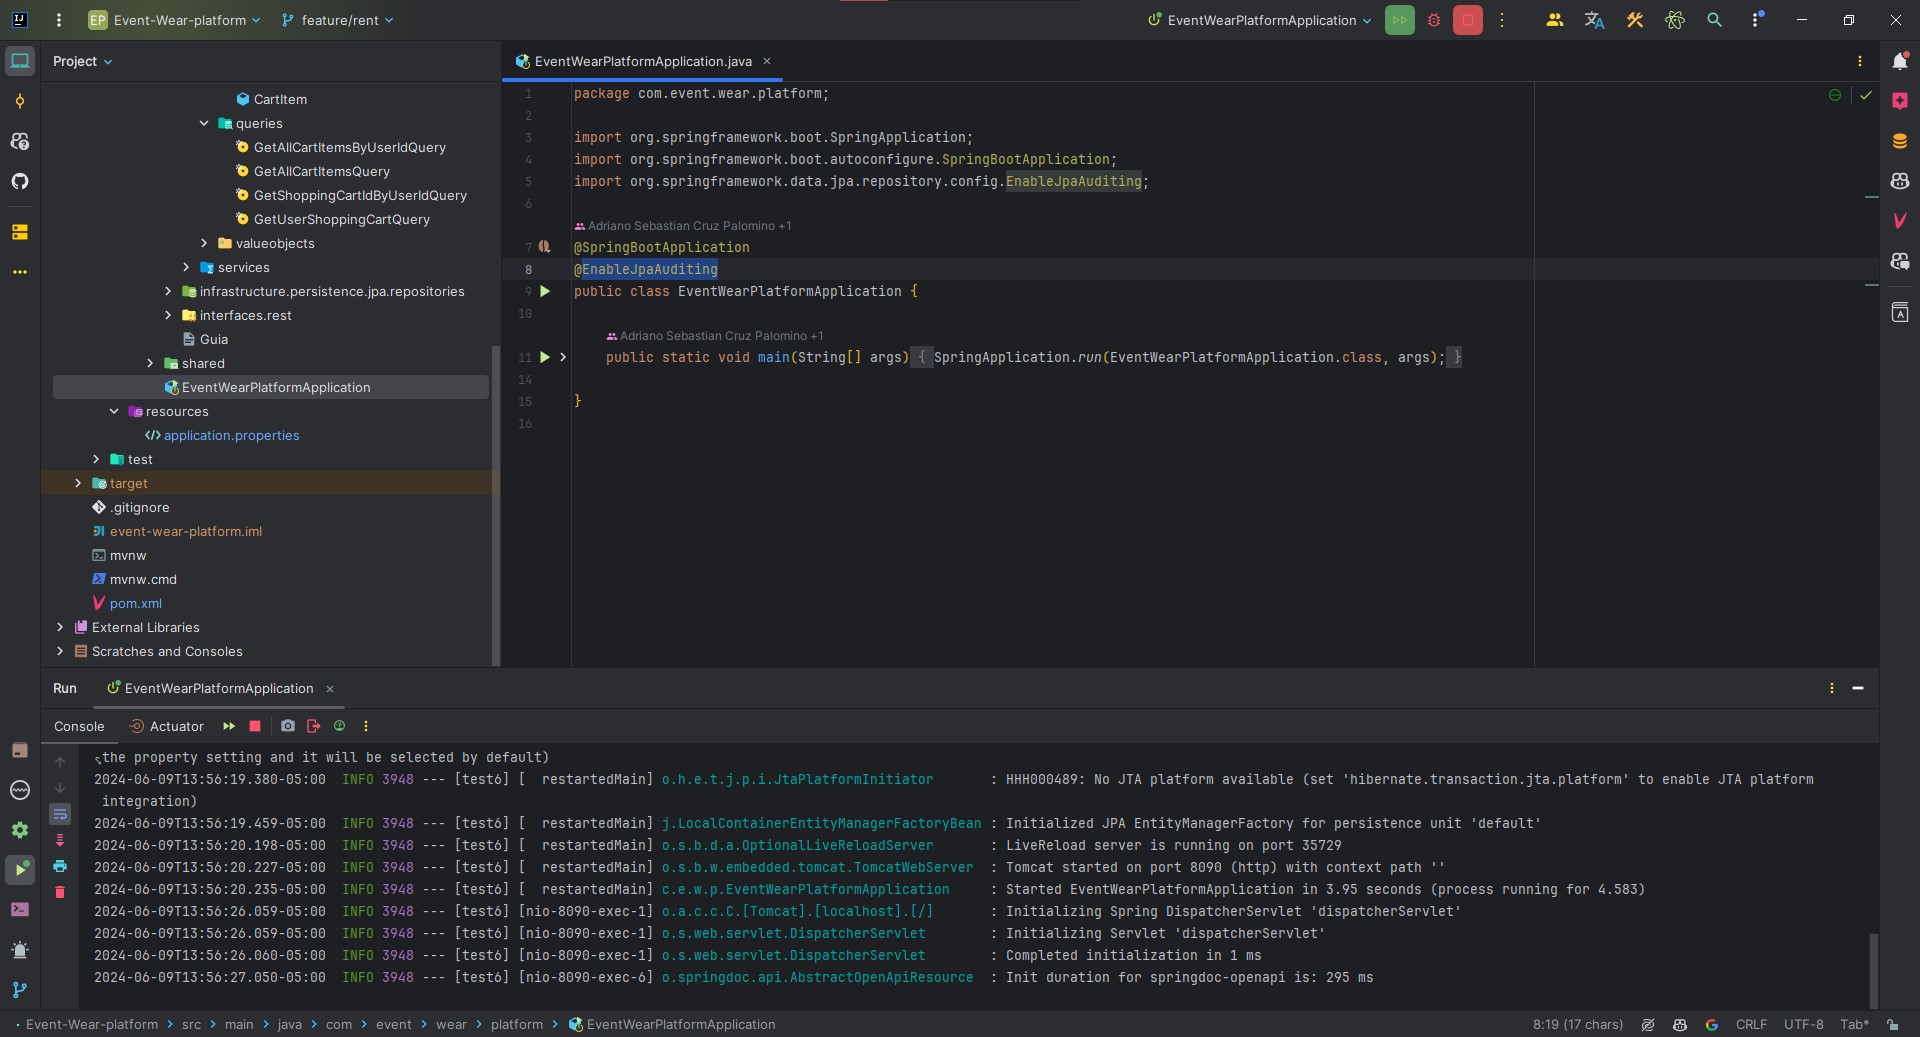 IJ
EP Event-Wear-platform feature/rent EventWearPlatformApplication
Project
CartItem
queries
GetAllCartItemsByUserIdQuery
GetAllCartItemsQuery
GetShoppingCartIdByUserIdQuery
GetUserShoppingCartQuery
valueobjects
services
infrastructure.persistence.jpa.repositories
interfaces.rest
Guia
shared
EventWearPlatformApplication
resources
application.properties
test
target
.gitignore
event-wear-platform.iml
mvnw
mvnw.cmd
pom.xml
External Libraries
Scratches and Consoles
EventWearPlatformApplication.java
1 package com.event.wear.platform;
2
3 import org.springframework.boot.SpringApplication;
4 import org.springframework.boot.autoconfigure.SpringBootApplication;
5 import org.springframework.data.jpa.repository.config.EnableJpaAuditing;
6
Adriano Sebastian Cruz Palomino +1
7 @SpringBootApplication
8 @EnableJpaAuditing
9 public class EventWearPlatformApplication {
10
Adriano Sebastian Cruz Palomino +1
11 public static void main(String[] args) { SpringApplication.run(EventWearPlatformApplication.class, args); }
14
15 }
16
Run EventWearPlatformApplication
Console Actuator
the property setting and it will be selected by default)
2024-06-09T13:56:19.380-05:00 INFO 3948 --- [test6] [ restartedMain] o.h.e.t.j.p.i.JtaPlatformInitiator : HHH000489: No JTA platform available (set 'hibernate.transaction.jta.platform' to enable JTA platform
integration)
2024-06-09T13:56:19.459-05:00 INFO 3948 --- [test6] [ restartedMain] j.LocalContainerEntityManagerFactoryBean : Initialized JPA EntityManagerFactory for persistence unit 'default'
2024-06-09T13:56:20.198-05:00 INFO 3948 --- [test6] [ restartedMain] o.s.b.d.a.OptionalLiveReloadServer : LiveReload server is running on port 35729
2024-06-09T13:56:20.227-05:00 INFO 3948 --- [test6] [ restartedMain] o.s.b.w.embedded.tomcat.TomcatWebServer : Tomcat started on port 8090 (http) with context path ''
2024-06-09T13:56:20.235-05:00 INFO 3948 --- [test6] [ restartedMain] c.e.w.p.EventWearPlatformApplication : Started EventWearPlatformApplication in 3.95 seconds (process running for 4.583)
2024-06-09T13:56:26.059-05:00 INFO 3948 --- [test6] [nio-8090-exec-1] o.a.c.c.C.[Tomcat].[localhost].[/] : Initializing Spring DispatcherServlet 'dispatcherServlet'
2024-06-09T13:56:26.059-05:00 INFO 3948 --- [test6] [nio-8090-exec-1] o.s.web.servlet.DispatcherServlet : Initializing Servlet 'dispatcherServlet'
2024-06-09T13:56:26.060-05:00 INFO 3948 --- [test6] [nio-8090-exec-1] o.s.web.servlet.DispatcherServlet : Completed initialization in 1 ms
2024-06-09T13:56:27.050-05:00 INFO 3948 --- [test6] [nio-8090-exec-6] o.springdoc.api.AbstractOpenApiResource : Init duration for springdoc-openapi is: 295 ms
Event-Wear-platform > src > main > java > com > event > wear > platform > EventWearPlatformApplication 8:19 (17 chars) CRLF UTF-8 Tab*